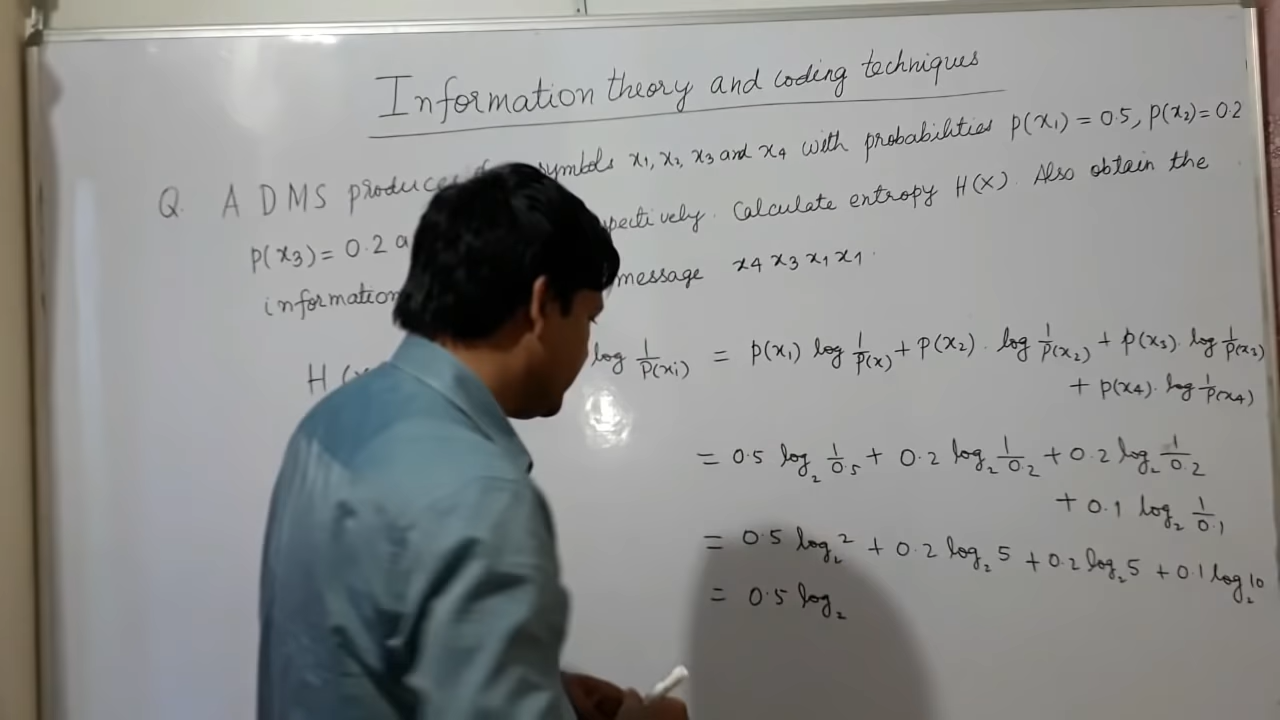 Information theory and coding techniques
Q. A DMS produces symbols x₁, x₂, x₃ and x₄ with probabilities P(x₁) = 0.5, P(x₂) = 0.2
P(x₃) = 0.2 . Calculate entropy H(X). Also obtain the
information message x₄ x₃ x₁ x₁.
H( log 1/P(xi) = P(x₁) log 1/P(x) + P(x₂) . log 1/P(x₂) + P(x₃) . log 1/P(x₃)
+ P(x₄) . log 1/P(x₄)
= 0.5 log₂ 1/0.5 + 0.2 log₂ 1/0.2 + 0.2 log₂ 1/0.2
+ 0.1 log₂ 1/0.1
= 0.5 log₂ 2 + 0.2 log₂ 5 + 0.2 log₂ 5 + 0.1 log₂ 10
= 0.5 log₂